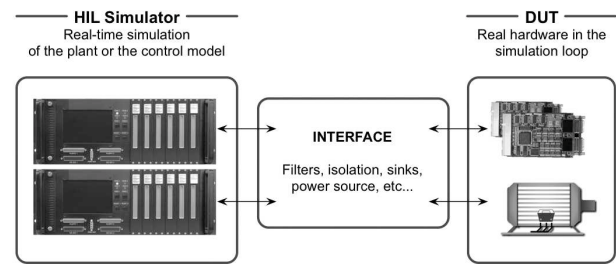 HIL Simulator
Real-time simulation
of the plant or the control model
DUT
Real hardware in the
simulation loop
INTERFACE
Filters, isolation, sinks,
power source, etc...